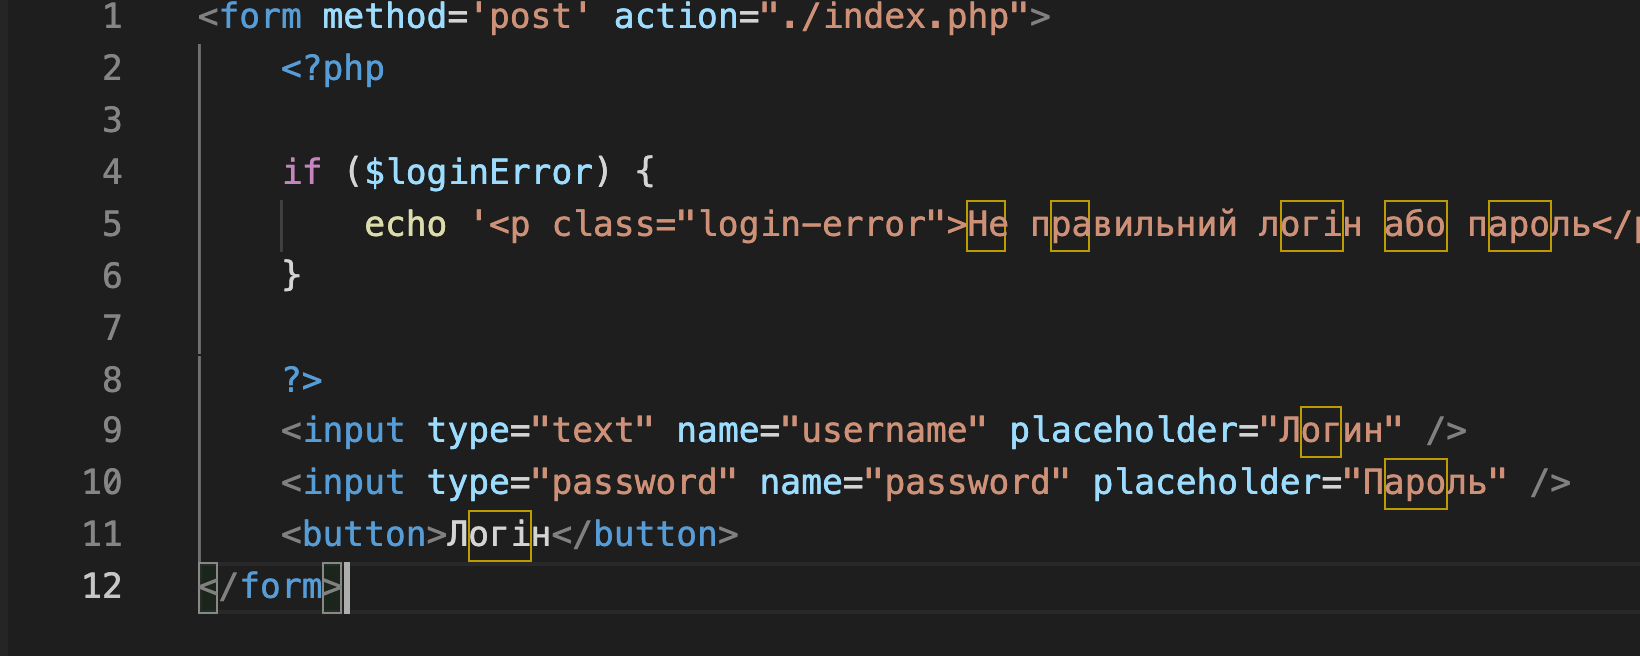 1 <form method='post' action="./index.php">
2 <?php
3
4 if ($loginError) {
5 echo '<p class="login-error">Не правильний логін або пароль</
6 }
7
8 ?>
9 <input type="text" name="username" placeholder="Логин" />
10 <input type="password" name="password" placeholder="Пароль" />
11 <button>Логін</button>
12 </form>